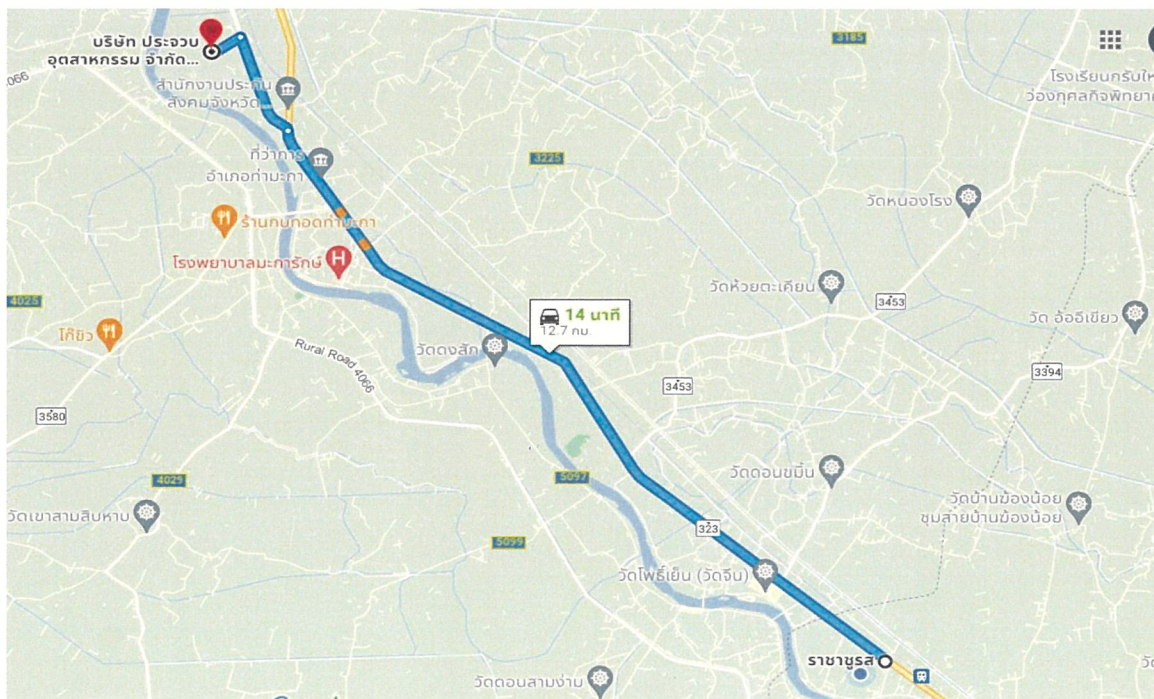 บริษัท ประจวบ
อุตสาหกรรม จำกัด...
4066
สำนักงานประกัน
สังคมจังหวัด...
ที่ว่าการ
อำเภอท่ามะกา
ร้านกบทอดท่ามะกา
โรงพยาบาลมะการักษ์
4025
โก๊ยิว
Rural Road 4066
3580
4029
วัดเขาสามสิบหาบ
3185
โรงเรียนกรับให
ว่องกุศลกิจพิทยาค
3225
วัดหนองโรง
วัดห้วยตะเคียน
3453
วัด อ้ออีเขียว
14 นาที
12.7 กม.
วัดดงสัก
3394
3453
5097
วัดดอนขมิ้น
วัดบ้านฆ้องน้อย
ชุมสายบ้านฆ้องน้อย
323
5099
วัดโพธิ์เย็น (วัดจีน)
ราชาชูรส
วัดดอนสามง่าม